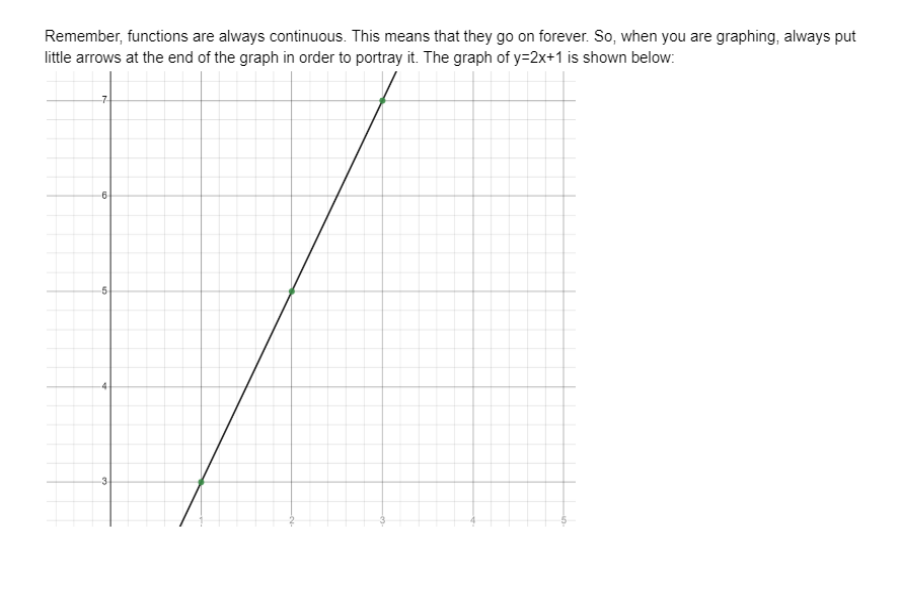 Remember, functions are always continuous. This means that they go on forever. So, when you are graphing, always put
little arrows at the end of the graph in order to portray it. The graph of y=2x+1 is shown below:
7
6
5
4
3
1 2 3 4 5